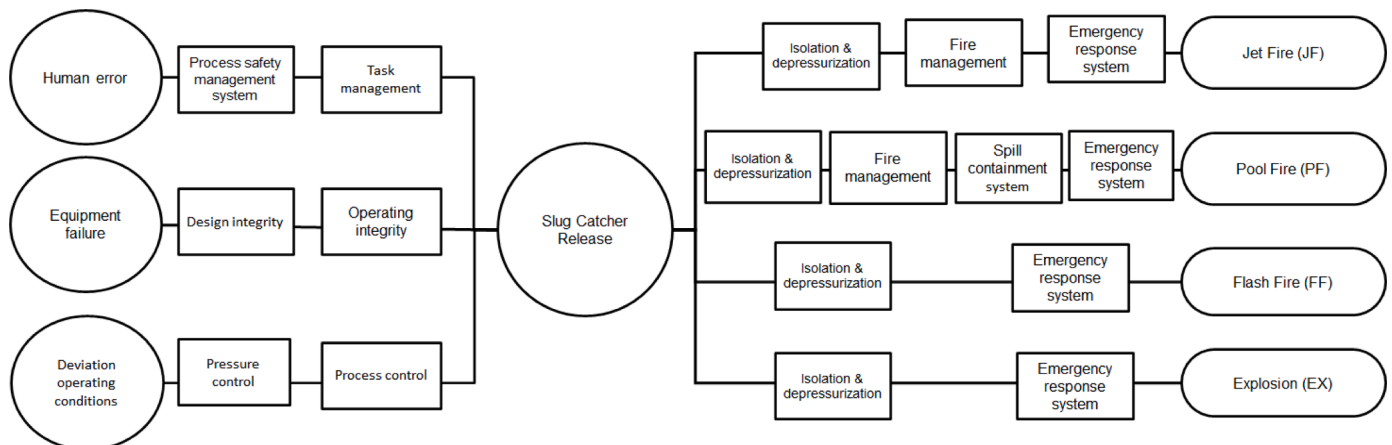 Human error
Process safety
management
system
Task
management
Equipment
failure
Design integrity
Operating
integrity
Deviation
operating
conditions
Pressure
control
Process control
Slug Catcher
Release
Isolation &
depressurization
Fire
management
Emergency
response
system
Jet Fire (JF)
Isolation &
depressurization
Fire
management
Spill
containment
system
Emergency
response
system
Pool Fire (PF)
Isolation &
depressurization
Emergency
response
system
Flash Fire (FF)
Isolation &
depressurization
Emergency
response
system
Explosion (EX)